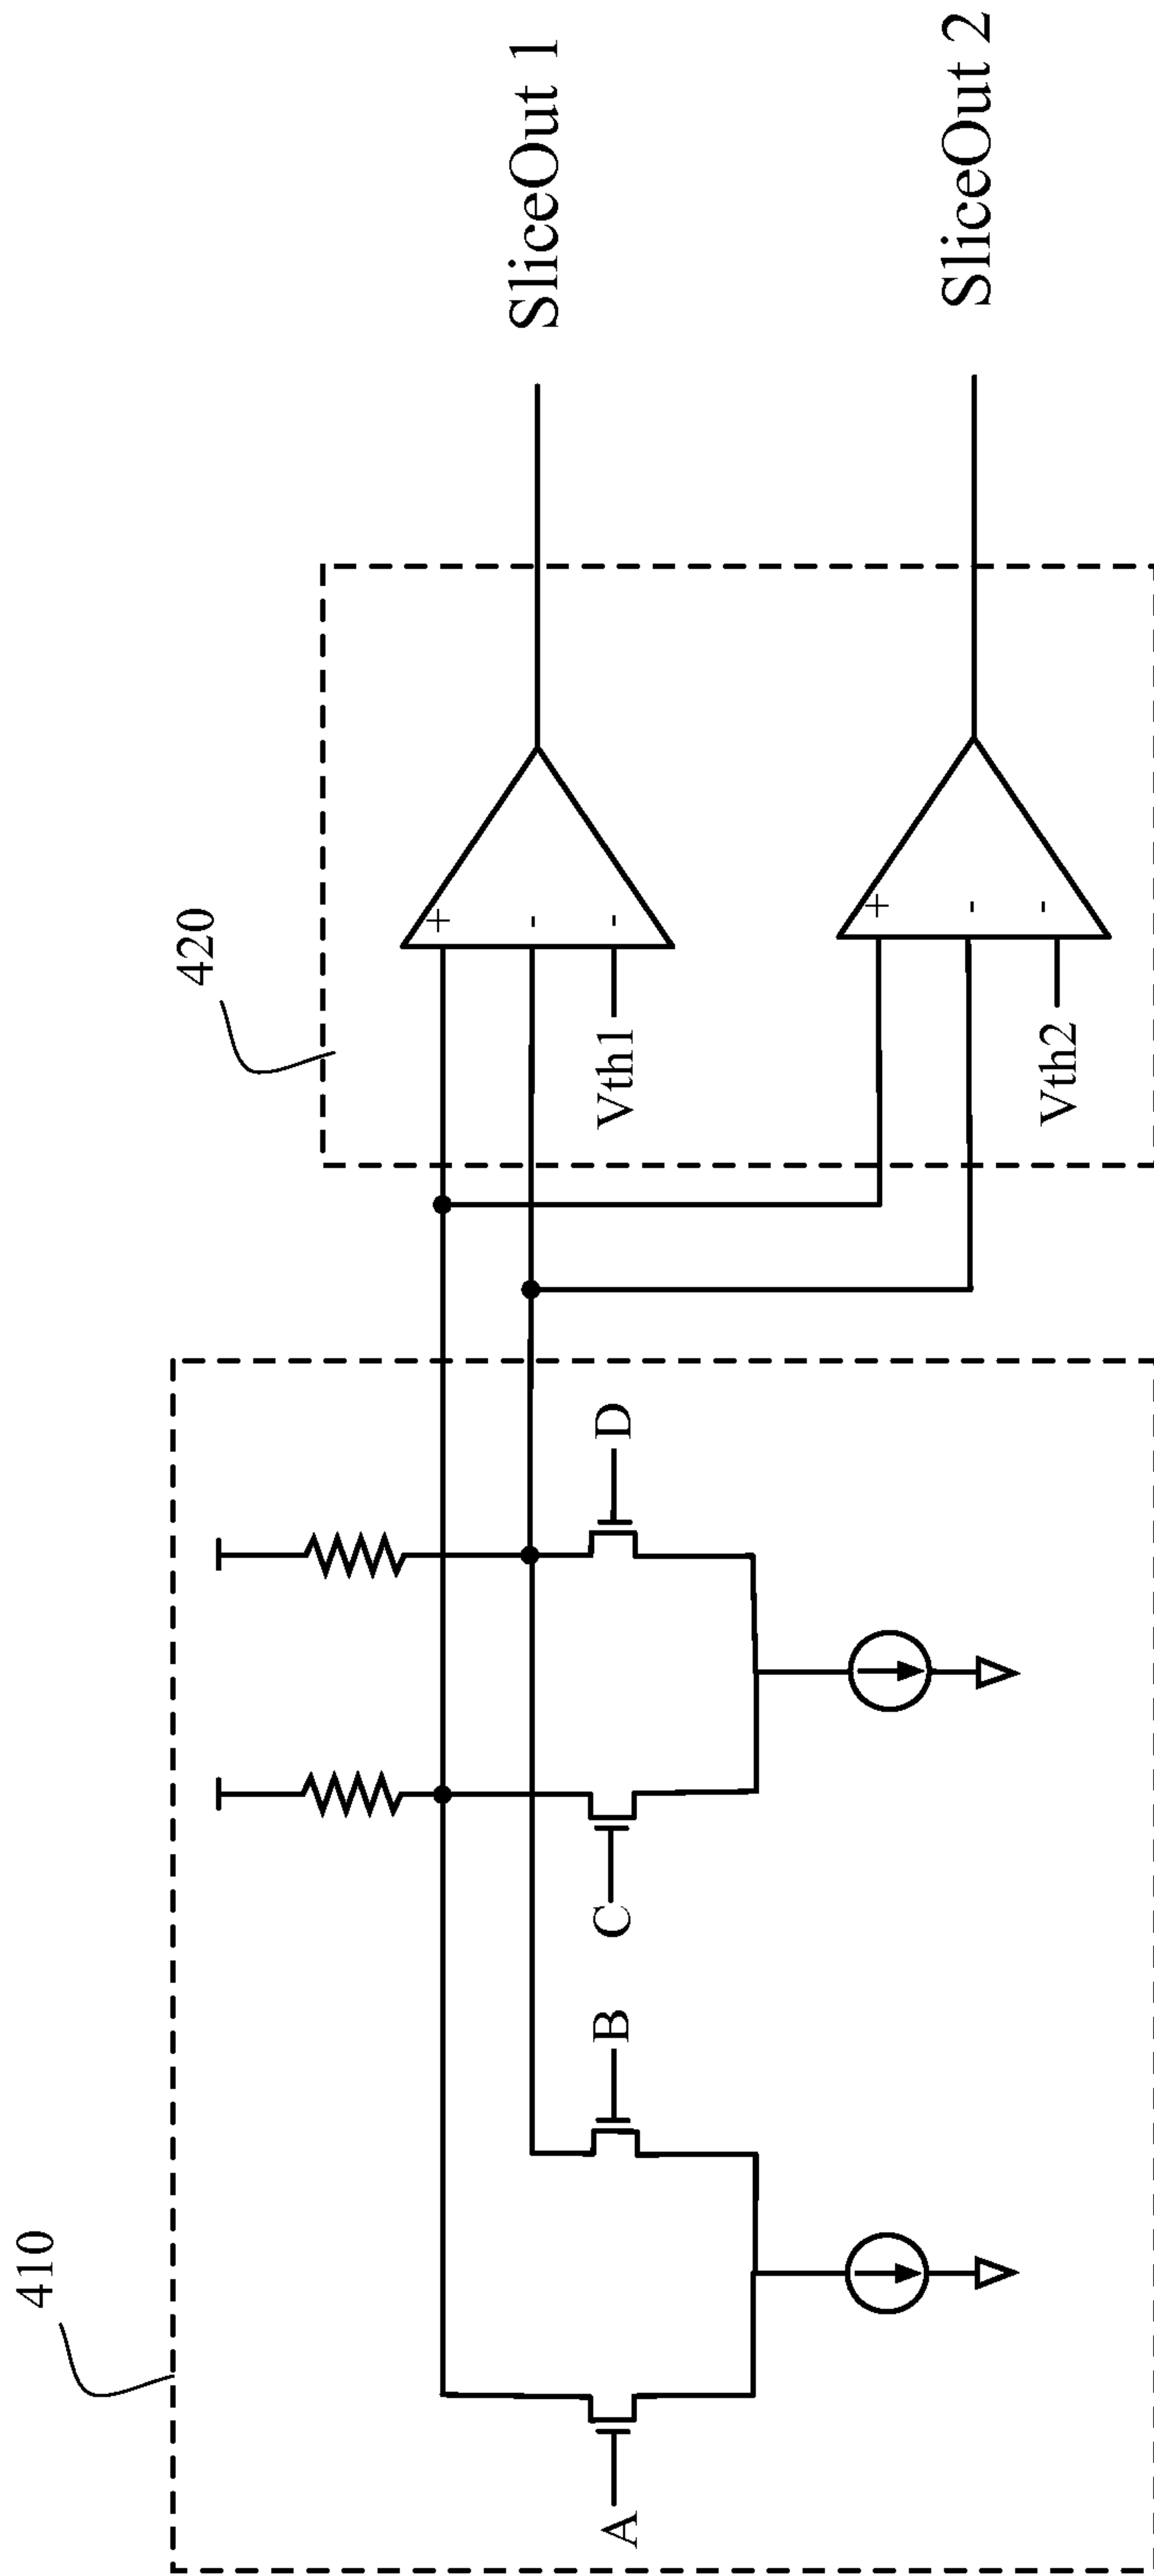 410
420
A
B
C
D
+
-
-
Vth1
+
-
-
Vth2
SliceOut 1
SliceOut 2